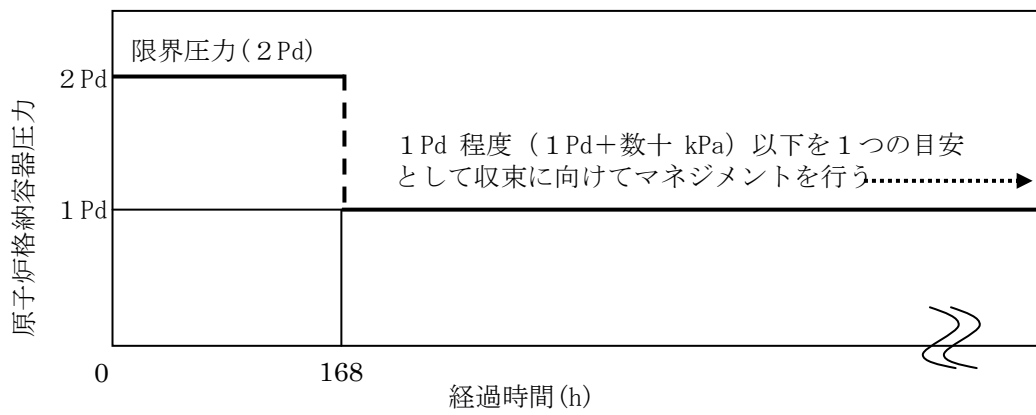 限界圧力(２Pd)
２Pd
１Pd 程度（１Pd＋数十 kPa）以下を１つの目安
として収束に向けてマネジメントを行う
１Pd
原子炉格納容器圧力
0
168
経過時間(h)